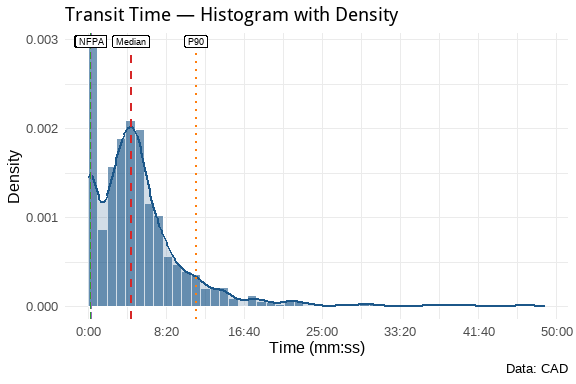 Transit Time — Histogram with Density
0.003
NFPA
Median
P90
0.002
0.001
0.000
Density
0:00
8:20
16:40
25:00
33:20
41:40
50:00
Time (mm:ss)
Data: CAD